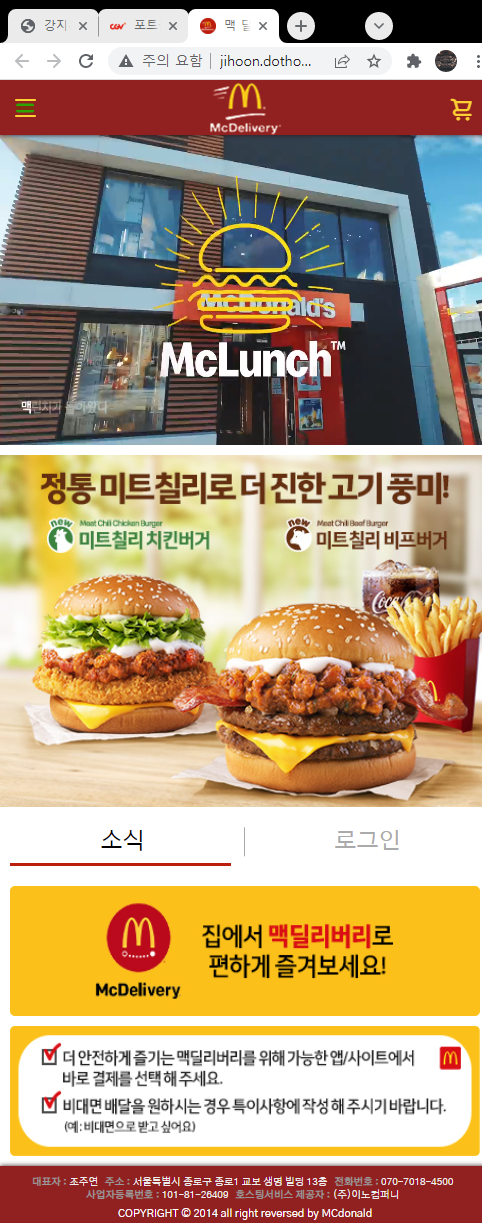 강지
CGV 포트
맥 딜
주의 요함 | jihoon.dotho...
McDelivery
McDonald's
McLunch™
맥런치가 돌아왔다
정통 미트칠리로 더 진한 고기 풍미!
new Meat Chili Chicken Burger
미트칠리 치킨버거
new Meat Chili Beef Burger
미트칠리 비프버거
Coca
소식
로그인
집에서 맥딜리버리로
편하게 즐겨보세요!
McDelivery
더 안전하게 즐기는 맥딜리버리를 위해 가능한 앱/사이트에서
바로 결제를 선택 해 주세요.
비대면 배달을 원하시는 경우 특이사항에 작성 해 주시기 바랍니다.
(예 : 비대면으로 받고 싶어요)
대표자 : 조주연 주소 : 서울특별시 종로구 종로1 교보 생명 빌딩 13층 전화번호 : 070-7018-4500
사업자등록번호 : 101-81-26409 호스팅서비스 제공자 : (주)이노컴퍼니
COPYRIGHT © 2014 all right reversed by MCdonald